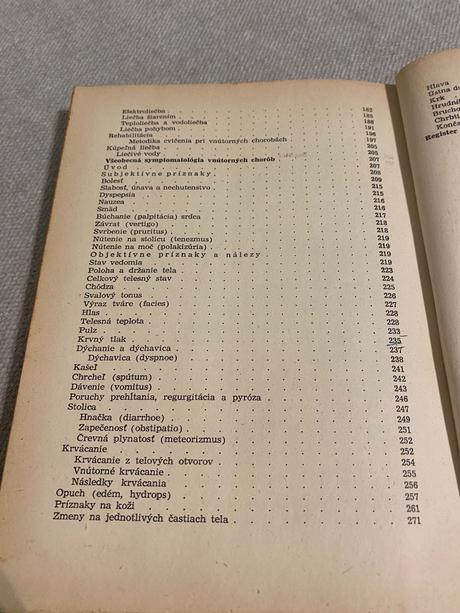 Elektroliečba 182
Liečba žiarením 185
Teploliečba a vodoliečba 188
Liečba pohybom 191
Rehabilitácia 196
Metodika cvičenia pri vnútorných chorobách 197
Kúpeľná liečba 205
Liečivé vody 205
Všeobecná symptomatológia vnútorných chorôb 207
Úvod 207
Subjektívne príznaky 208
Bolesť 209
Slabosť, únava a nechutenstvo 215
Dyspepsia 215
Nauzea 216
Smäd 216
Búchanie (palpitácia) srdca 217
Závrat (vertigo) 218
Svrbenie (pruritus) 218
Nútenie na stolicu (tenezmus) 219
Nútenie na moč (polakizúria) 219
Objektívne príznaky a nálezy 219
Stav vedomia 219
Poloha a držanie tela 223
Celkový telesný stav 224
Chôdza 225
Svalový tonus 226
Výraz tváre (facies) 227
Hlas 228
Telesná teplota 228
Pulz 233
Krvný tlak 235
Dýchanie a dýchavica 237
Dýchavica (dyspnoe) 238
Kašeľ 241
Chrcheľ (spútum) 242
Dávenie (vomitus) 243
Poruchy prehĺtania, regurgitácia a pyróza 246
Stolica 247
Hnačka (diarrhoe) 249
Zapečenosť (obstipatio) 251
Črevná plynatosť (meteorizmus) 252
Krvácanie 252
Krvácanie z telových otvorov 254
Vnútorné krvácanie 255
Následky krvácania 256
Opuch (edém, hydrops) 257
Príznaky na koži 261
Zmeny na jednotlivých častiach tela 271
Hlava
Ústna
Krk
Register